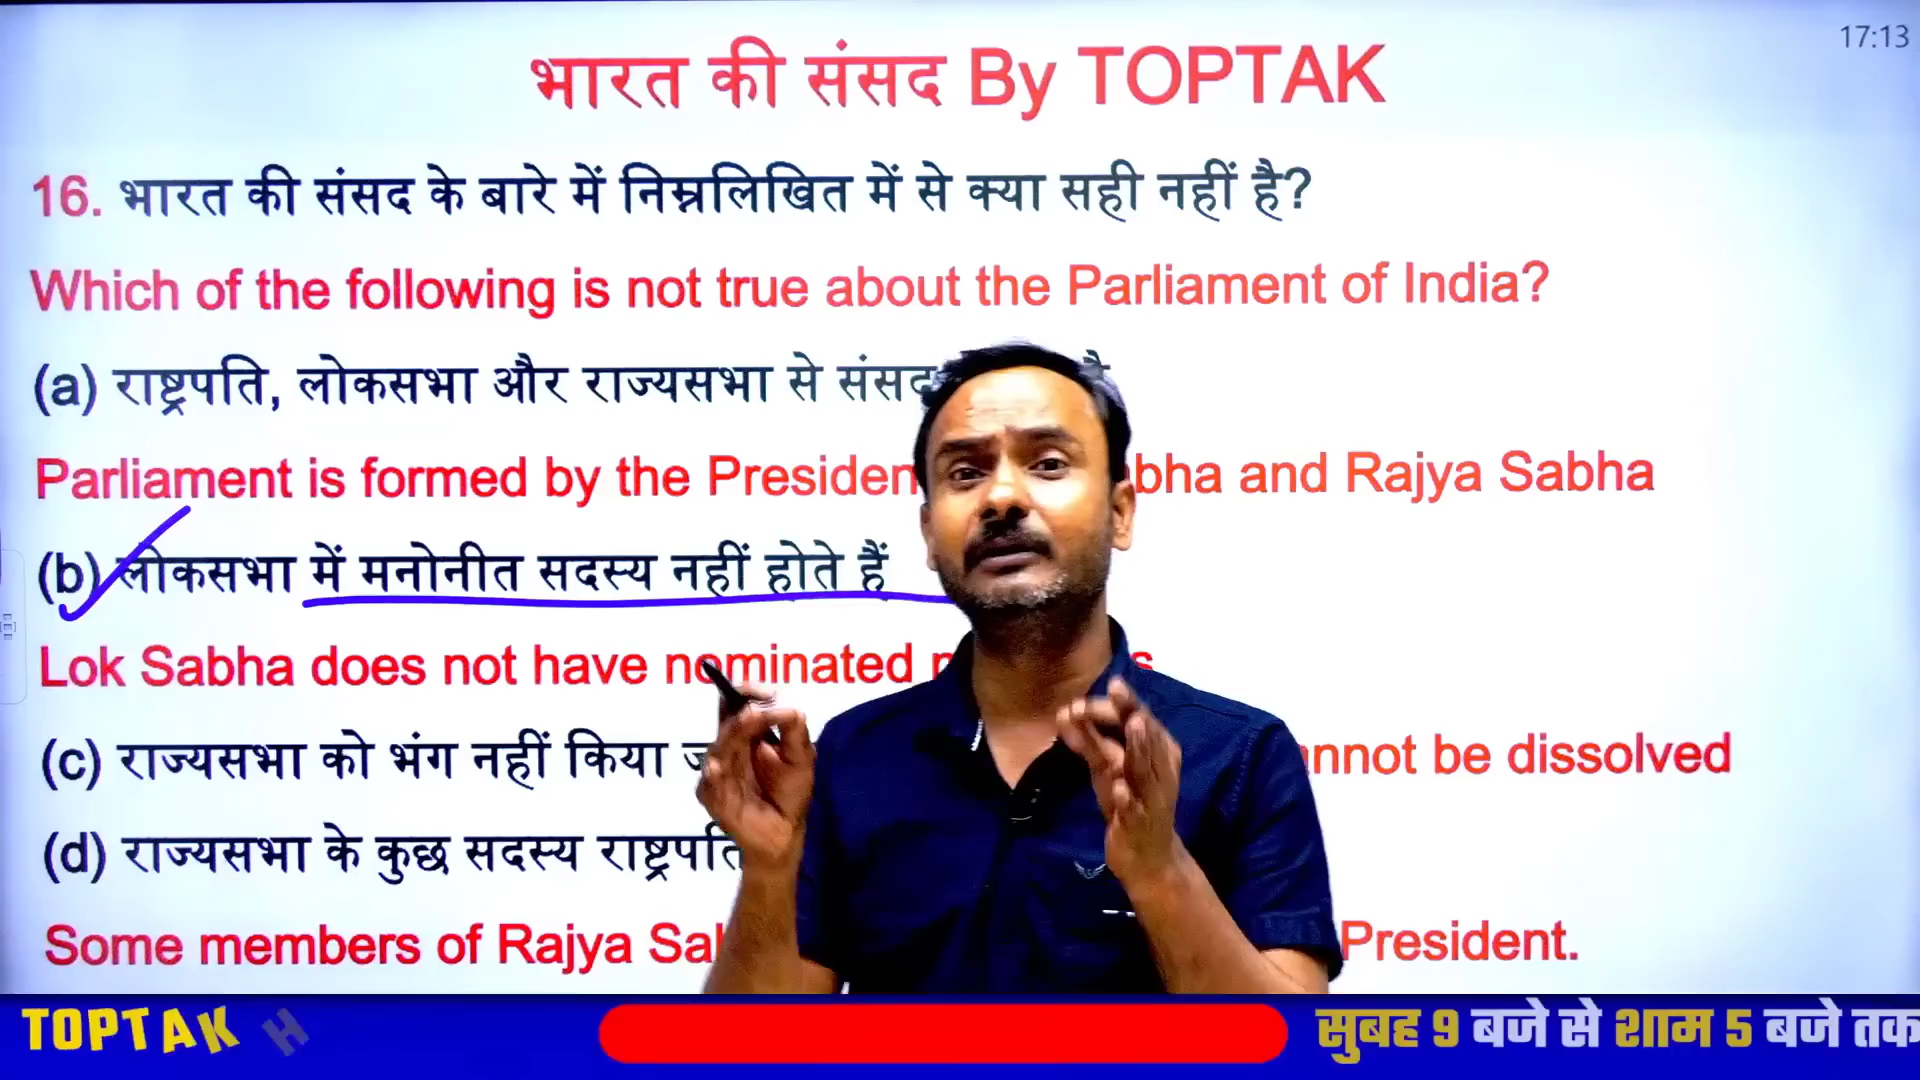 17:13
भारत की संसद By TOPTAK
16. भारत की संसद के बारे में निम्नलिखित में से क्या सही नहीं है?
Which of the following is not true about the Parliament of India?
(a) राष्ट्रपति, लोकसभा और राज्यसभा से संसद है
Parliament is formed by the Presiden bha and Rajya Sabha
(b) लोकसभा में मनोनीत सदस्य नहीं होते हैं
Lok Sabha does not have nominated
(c) राज्यसभा को भंग नहीं किया nnot be dissolved
(d) राज्यसभा के कुछ सदस्य राष्ट्रपति
Some members of Rajya Sa President.
TOPTAK H
सुबह 9 बजे से शाम 5 बजे तक